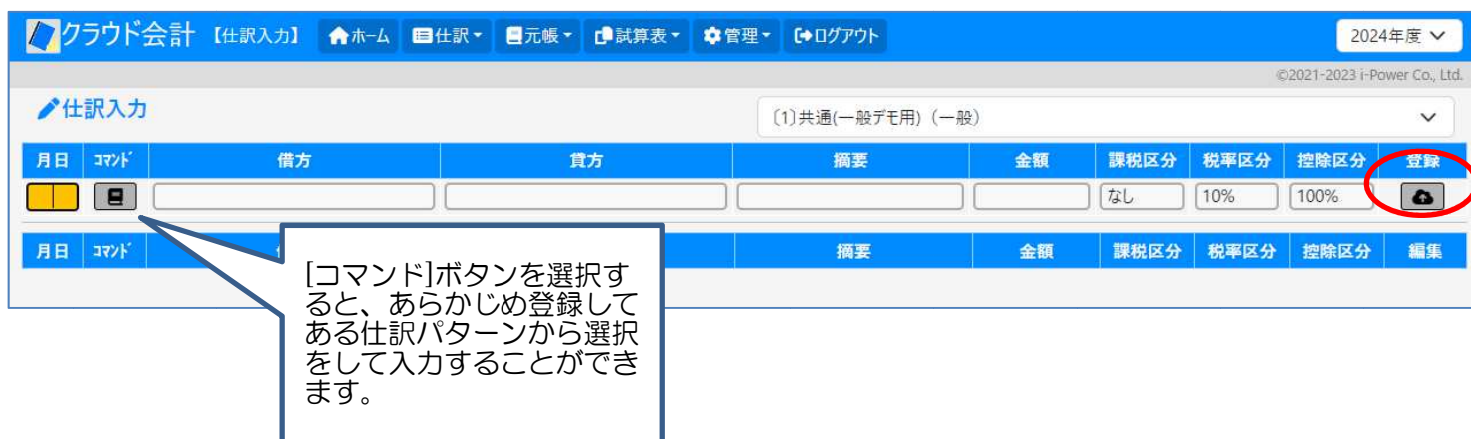 クラウド会計 【仕訳入力】 ホーム 仕訳 元帳 試算表 管理 ログアウト 2024年度
©2021-2023 i-Power Co., Ltd.
仕訳入力 〔1〕共通(一般デモ用)（一般）
月日 ｺﾏﾝﾄﾞ 借方 貸方 摘要 金額 課税区分 税率区分 控除区分 登録
なし 10% 100%
月日 ｺﾏﾝﾄﾞ 摘要 金額 課税区分 税率区分 控除区分 編集
[コマンド]ボタンを選択す
ると、あらかじめ登録して
ある仕訳パターンから選択
をして入力することができ
ます。